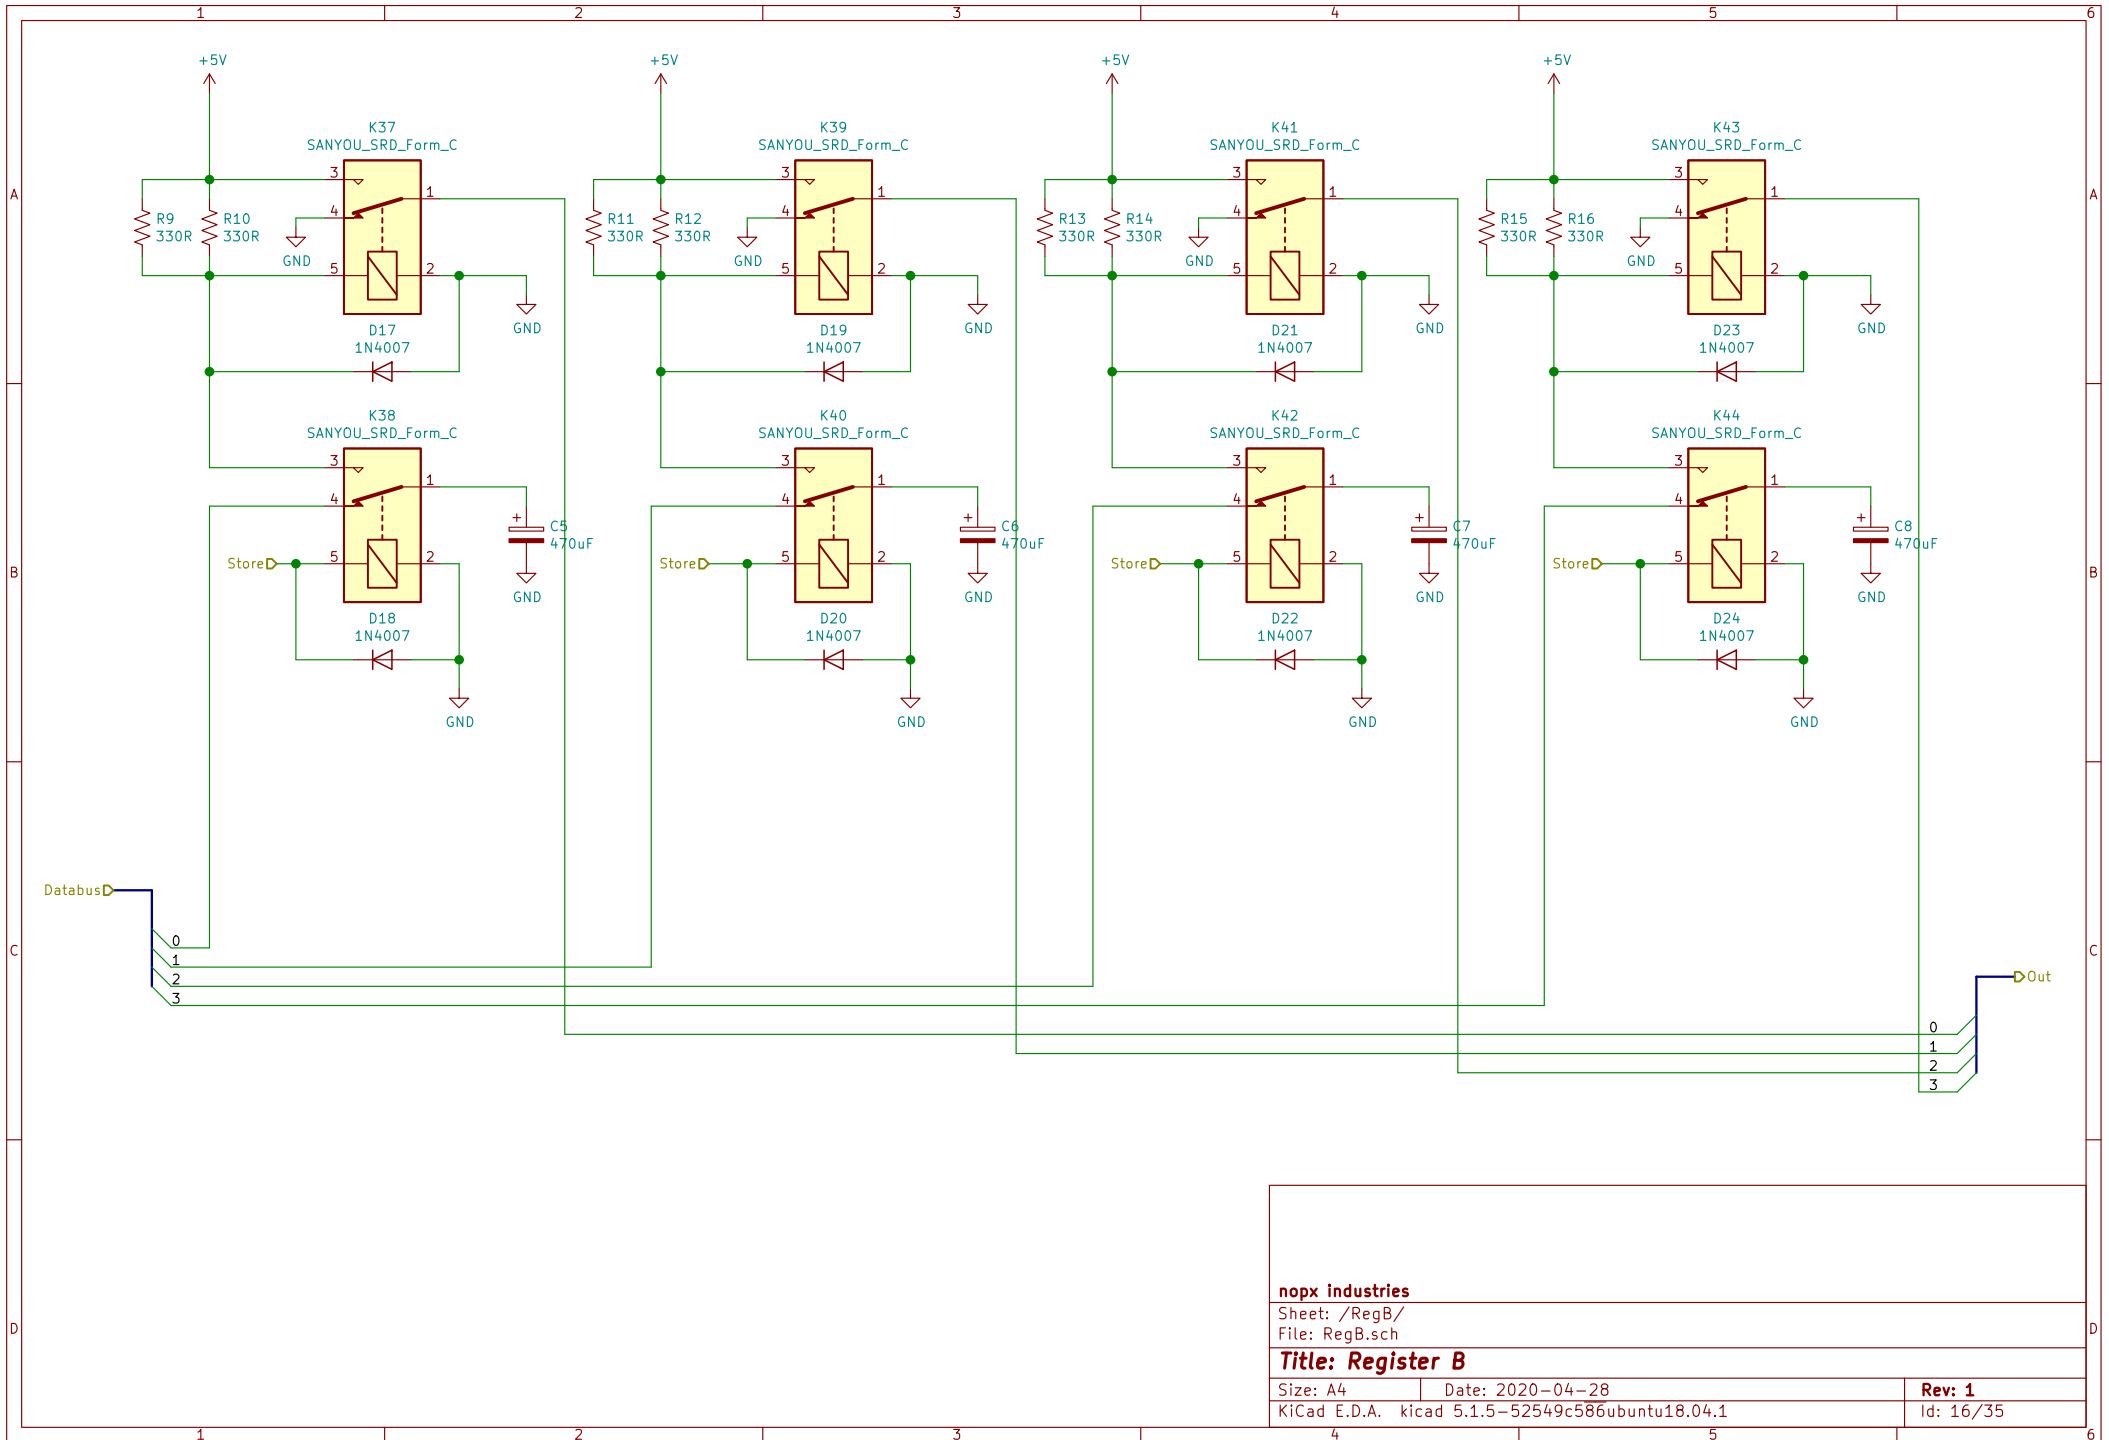 1 2 3 4 5 6
+5V +5V +5V +5V
K37 K39 K41 K43
SANYOU_SRD_Form_C SANYOU_SRD_Form_C SANYOU_SRD_Form_C SANYOU_SRD_Form_C
3 3 3 3
A 1 1 1 1 A
4 R9 R10 4 R11 R12 4 R13 R14 4 R15 R16
330R 330R 330R 330R 330R 330R 330R 330R
GND GND GND GND
5 2 5 2 5 2 5 2
GND GND GND GND
D17 D19 D21 D23
1N4007 1N4007 1N4007 1N4007
K38 K40 K42 K44
SANYOU_SRD_Form_C SANYOU_SRD_Form_C SANYOU_SRD_Form_C SANYOU_SRD_Form_C
3 3 3 3
1 1 1 1
4 4 4 4
+ C5 + C6 + C7 + C8
470uF 470uF 470uF 470uF
Store 5 2 Store 5 2 Store 5 2 Store 5 2
B B
GND GND GND GND
D18 D20 D22 D24
1N4007 1N4007 1N4007 1N4007
GND GND GND GND
Databus
0
C C
1
2
3
Out
0
1
2
3
nopx industries
Sheet: /RegB/
File: RegB.sch
D D
Title: Register B
Size: A4 Date: 2020-04-28 Rev: 1
KiCad E.D.A. kicad 5.1.5-52549c586ubuntu18.04.1 Id: 16/35
1 2 3 4 5 6